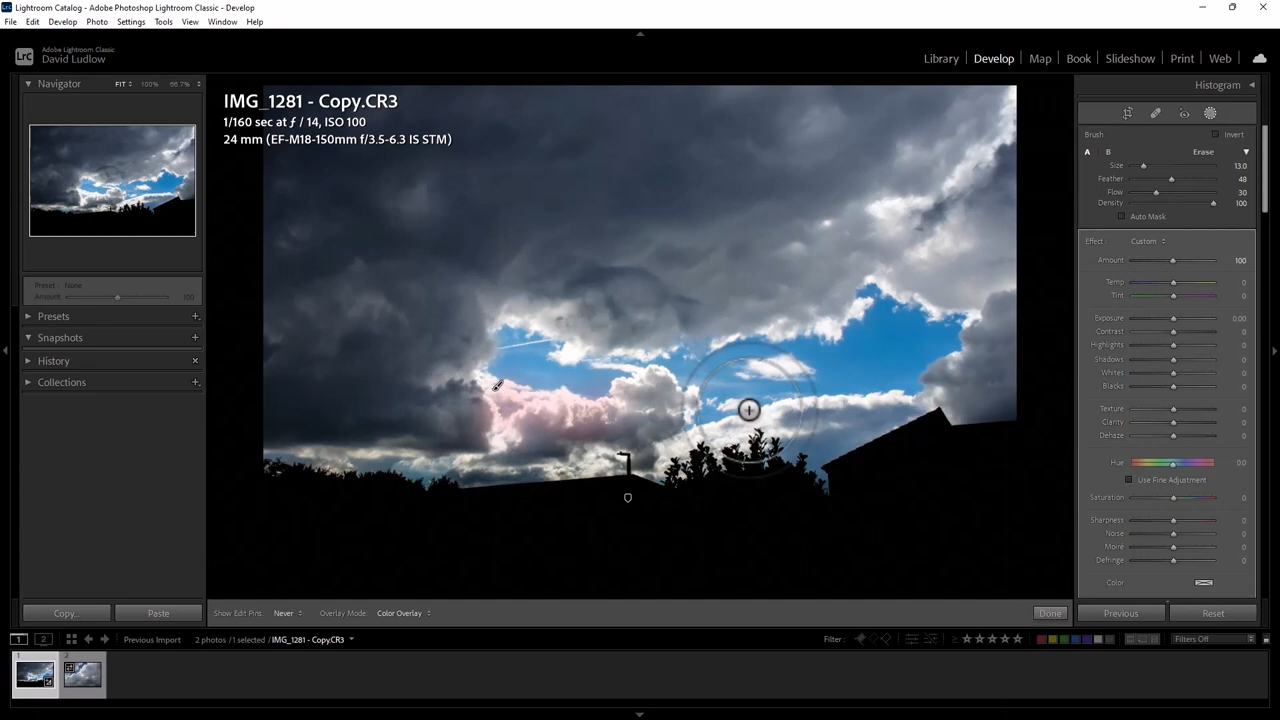 Lightroom Catalog - Adobe Photoshop Lightroom Classic - Develop
File Edit Develop Photo Settings Tools View Window Help
Lrc
Adobe Lightroom Classic
David Ludlow
Library | Develop | Map | Book | Slideshow | Print | Web
Navigator FIT 100% 66.7%
Preset: None
Amount 100
Presets
Snapshots
History
Collections
Copy... Paste
IMG_1281 - Copy.CR3
1/160 sec at ƒ / 14, ISO 100
24 mm (EF-M18-150mm f/3.5-6.3 IS STM)
Histogram
Brush Invert
A B Erase
Size 13.0
Feather 48
Flow 30
Density 100
Auto Mask
Effect: Custom
Amount 100
Temp 0
Tint 0
Exposure 0.00
Contrast 0
Highlights 0
Shadows 0
Whites 0
Blacks 0
Texture 0
Clarity 0
Dehaze 0
Hue 0.0
Use Fine Adjustment
Saturation 0
Sharpness 0
Noise 0
Moiré 0
Defringe 0
Color
Previous Reset
Show Edit Pins: Never Overlay Mode: Color Overlay Done
1 2 Previous Import 2 photos / 1 selected / IMG_1281 - Copy.CR3 Filter: Filters Off
1 2